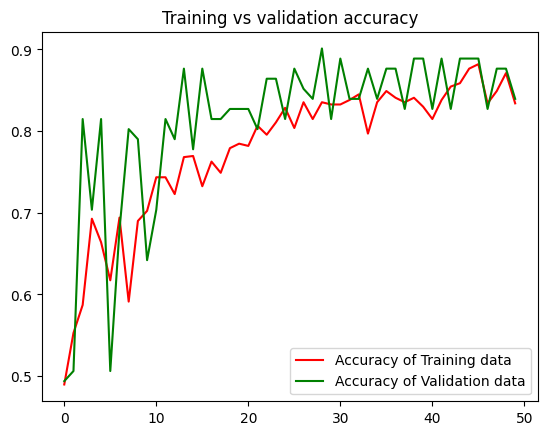 Training vs validation accuracy
0.9
0.8
0.7
0.6
0.5
Accuracy of Training data
Accuracy of Validation data
0 10 20 30 40 50